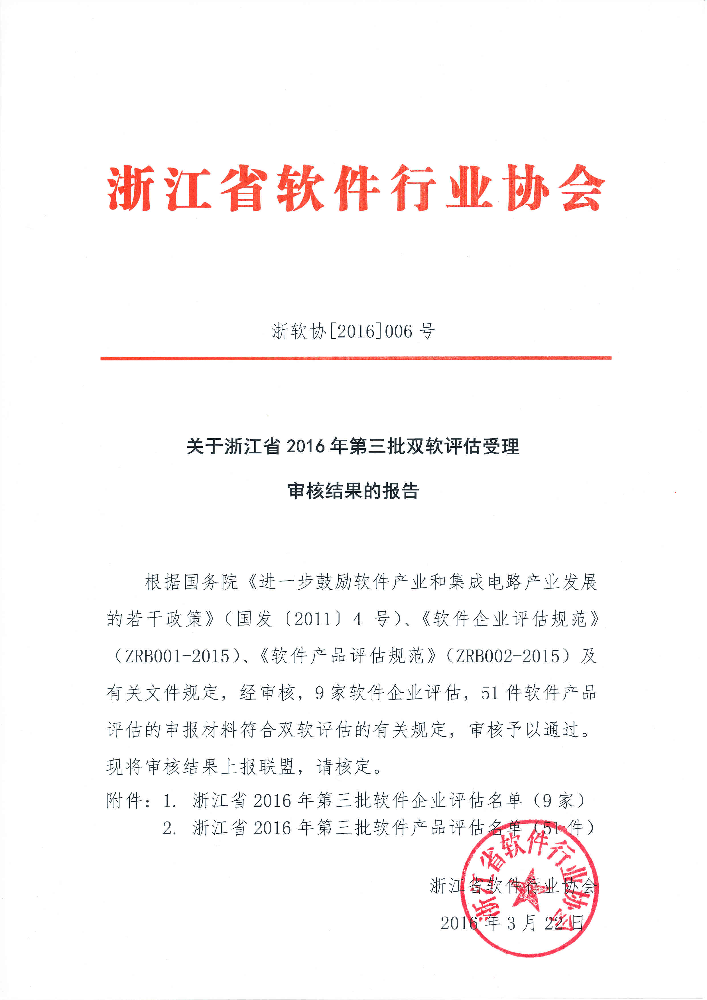 浙江省软件行业协会
浙软协[2016]006 号
关于浙江省 2016 年第三批双软评估受理
审核结果的报告
根据国务院《进一步鼓励软件产业和集成电路产业发展
的若干政策》（国发〔2011〕4 号）、《软件企业评估规范》
（ZRB001-2015）、《软件产品评估规范》（ZRB002-2015）及
有关文件规定，经审核，9 家软件企业评估，51 件软件产品
评估的申报材料符合双软评估的有关规定，审核予以通过。
现将审核结果上报联盟，请核定。
附件：1. 浙江省 2016 年第三批软件企业评估名单（9 家）
2. 浙江省 2016 年第三批软件产品评估名单（51 件）
浙江省软件行业协会
2016 年 3 月 22 日
浙江省软件行业协会